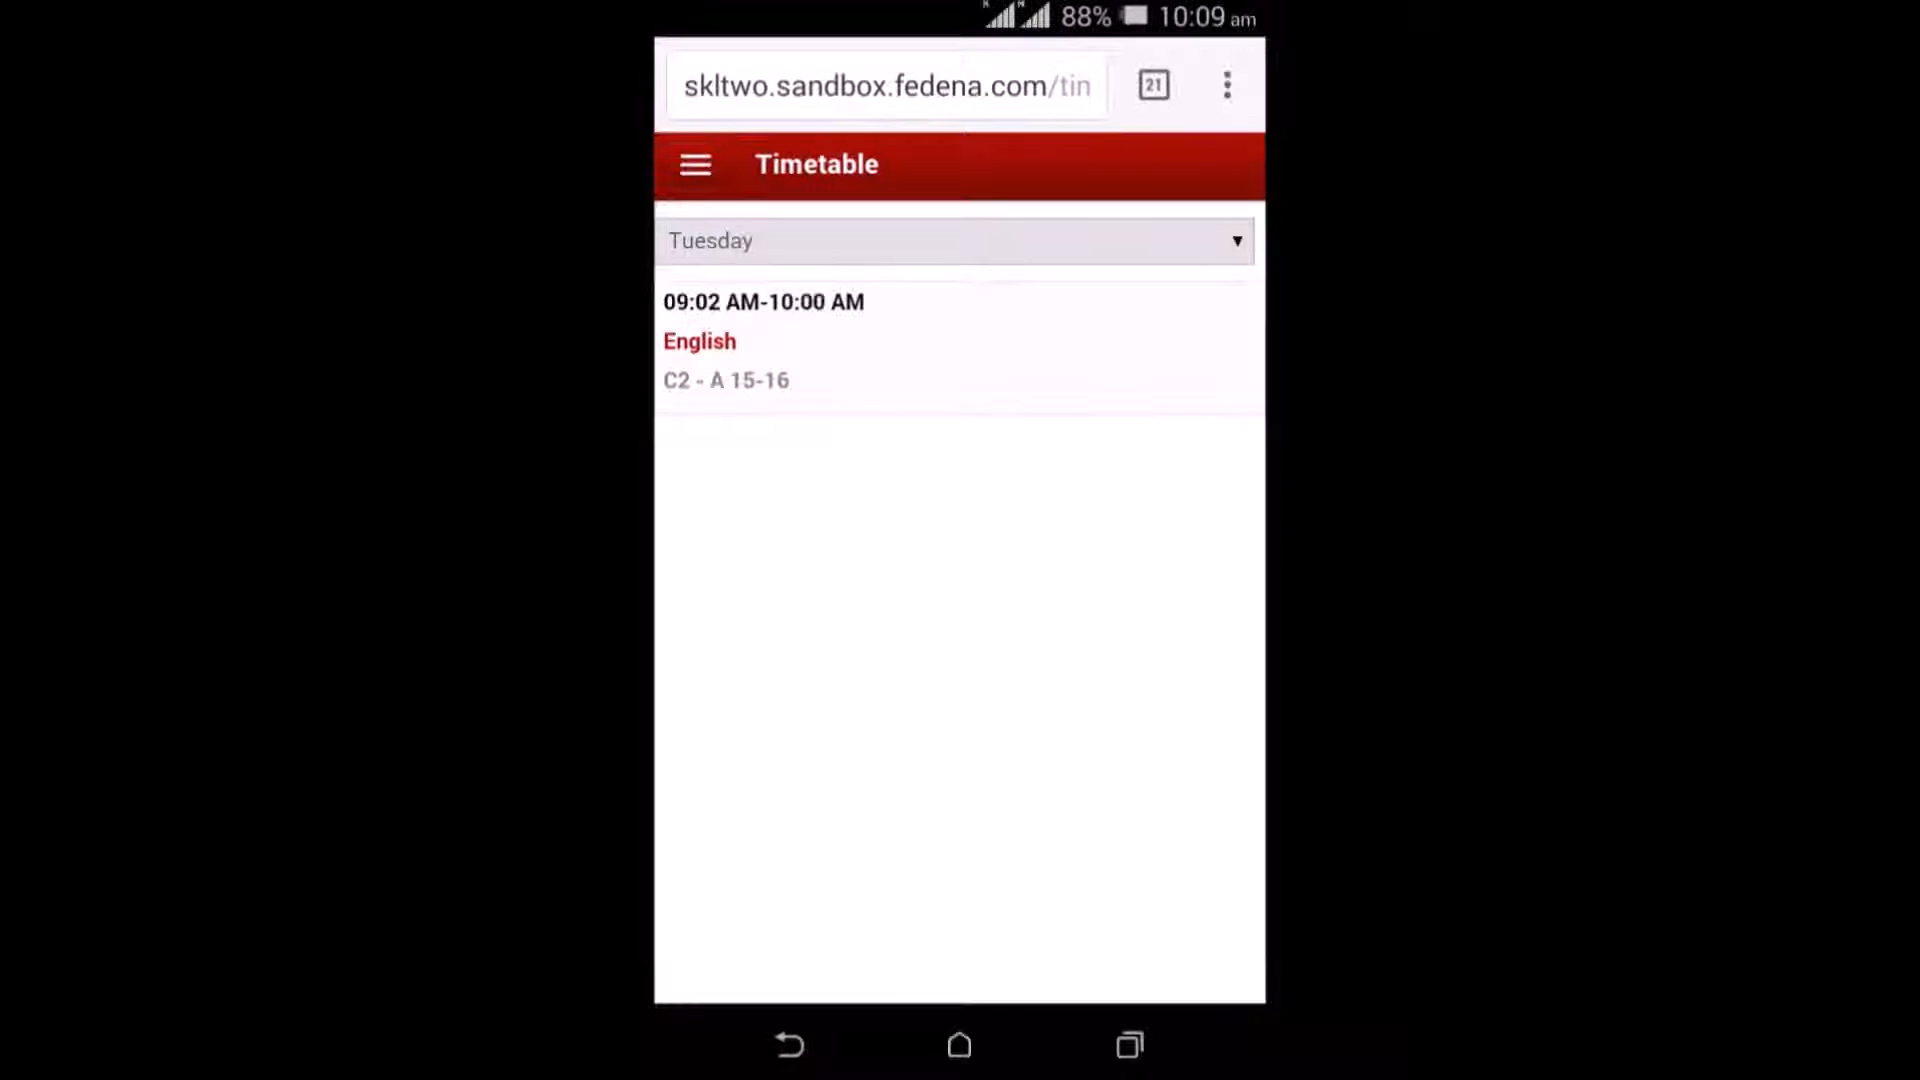 88% 10:09 am
skltwo.sandbox.fedena.com/tin
21
Timetable
Tuesday
09:02 AM-10:00 AM
English
C2 - A 15-16